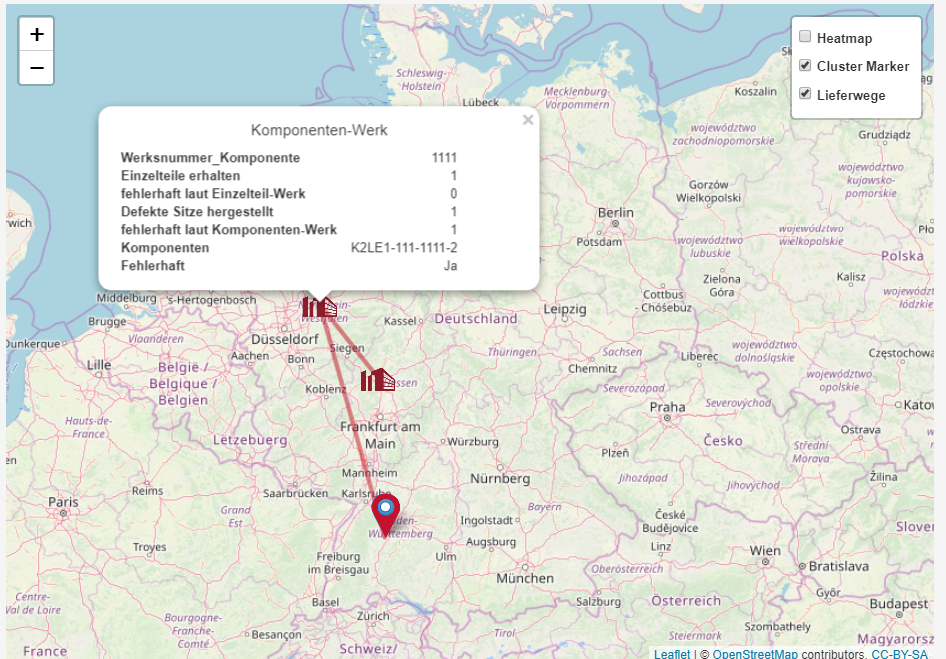 +
−
Heatmap
Cluster Marker
Lieferwege
×
Komponenten-Werk
Werksnummer_Komponente 1111
Einzelteile erhalten 1
fehlerhaft laut Einzelteil-Werk 0
Defekte Sitze hergestellt 1
fehlerhaft laut Komponenten-Werk 1
Komponenten K2LE1-111-1111-2
Fehlerhaft Ja
Schleswig-
Holstein
Lübeck
Mecklenburg-
Vorpommern
Koszalin
województwo
zachodniopomorskie
Grudziądz
województwo
kujawsko-
pomorskie
Gorzów
Wielkopolski
Berlin
Potsdam
województwo
lubuskie
województwo
wielkopolskie
Polska
Zielona
Góra
Kalisz
województwo
łódzkie
Cottbus
- Chóśebuz
Middelburg
's-Hertogenbosch
Brugge
Vlaanderen
Düsseldorf
Kassel
Deutschland
Leipzig
Lille
België /
Belgique /
Belgien
Aachen
Bonn
Siegen
Thüringen
Sachsen
Chemnitz
Liberec
województwo
dolnośląskie
Częstochowa
województwo
opolskie
Koblenz
Severozápad
Praha
Severovýchod
Hauts-de-
France
Letzebuerg
Frankfurt am
Main
Würzburg
Česko
Ostrava
Plzeň
Střední
Morava
Mannheim
Nürnberg
Jihozápad
Jihovýchod
Žilina
Paris
Reims
Saarbrücken
Karlsruhe
Grand
Est
Bayern
Ingolstadt
České
Budějovice
Troyes
Württemberg
Augsburg
Ulm
Linz
Wien
Bratislava
Freiburg
im Breisgau
München
Oberösterreich
Győr
Centre-
Val de Loire
Basel
Zürich
Salzburg
Österreich
Budapest
Bourgogne-
Franche-
Comté
Besançon
Szombathely
Tirol
Steiermark
France
Schweiz/
Leaflet | © OpenStreetMap contributors, CC-BY-SA